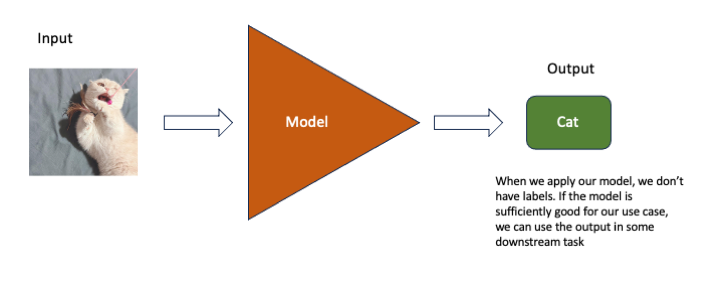 Input
Output
Model
Cat
When we apply our model, we don't
have labels. If the model is
sufficiently good for our use case,
we can use the output in some
downstream task